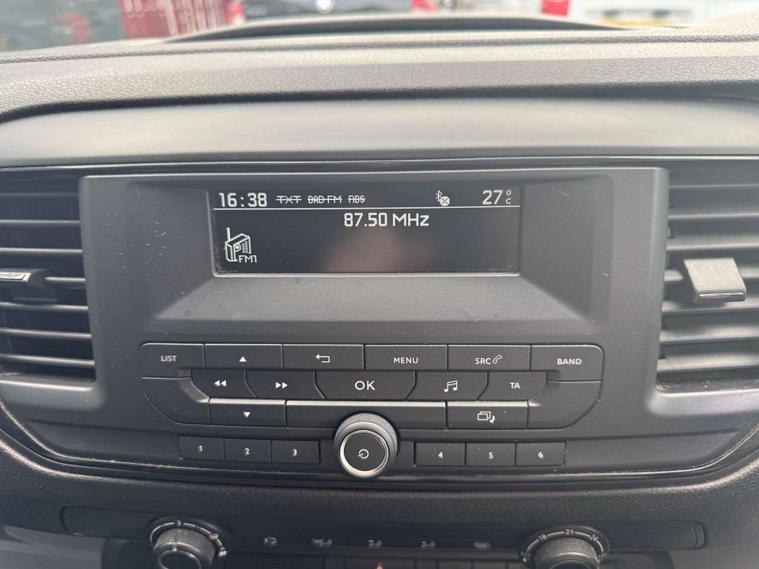 16:38 TXT DAB-FM ABS 27°C
87.50 MHz
FM1
LIST MENU SRC BAND
OK TA
1 2 3 4 5 6